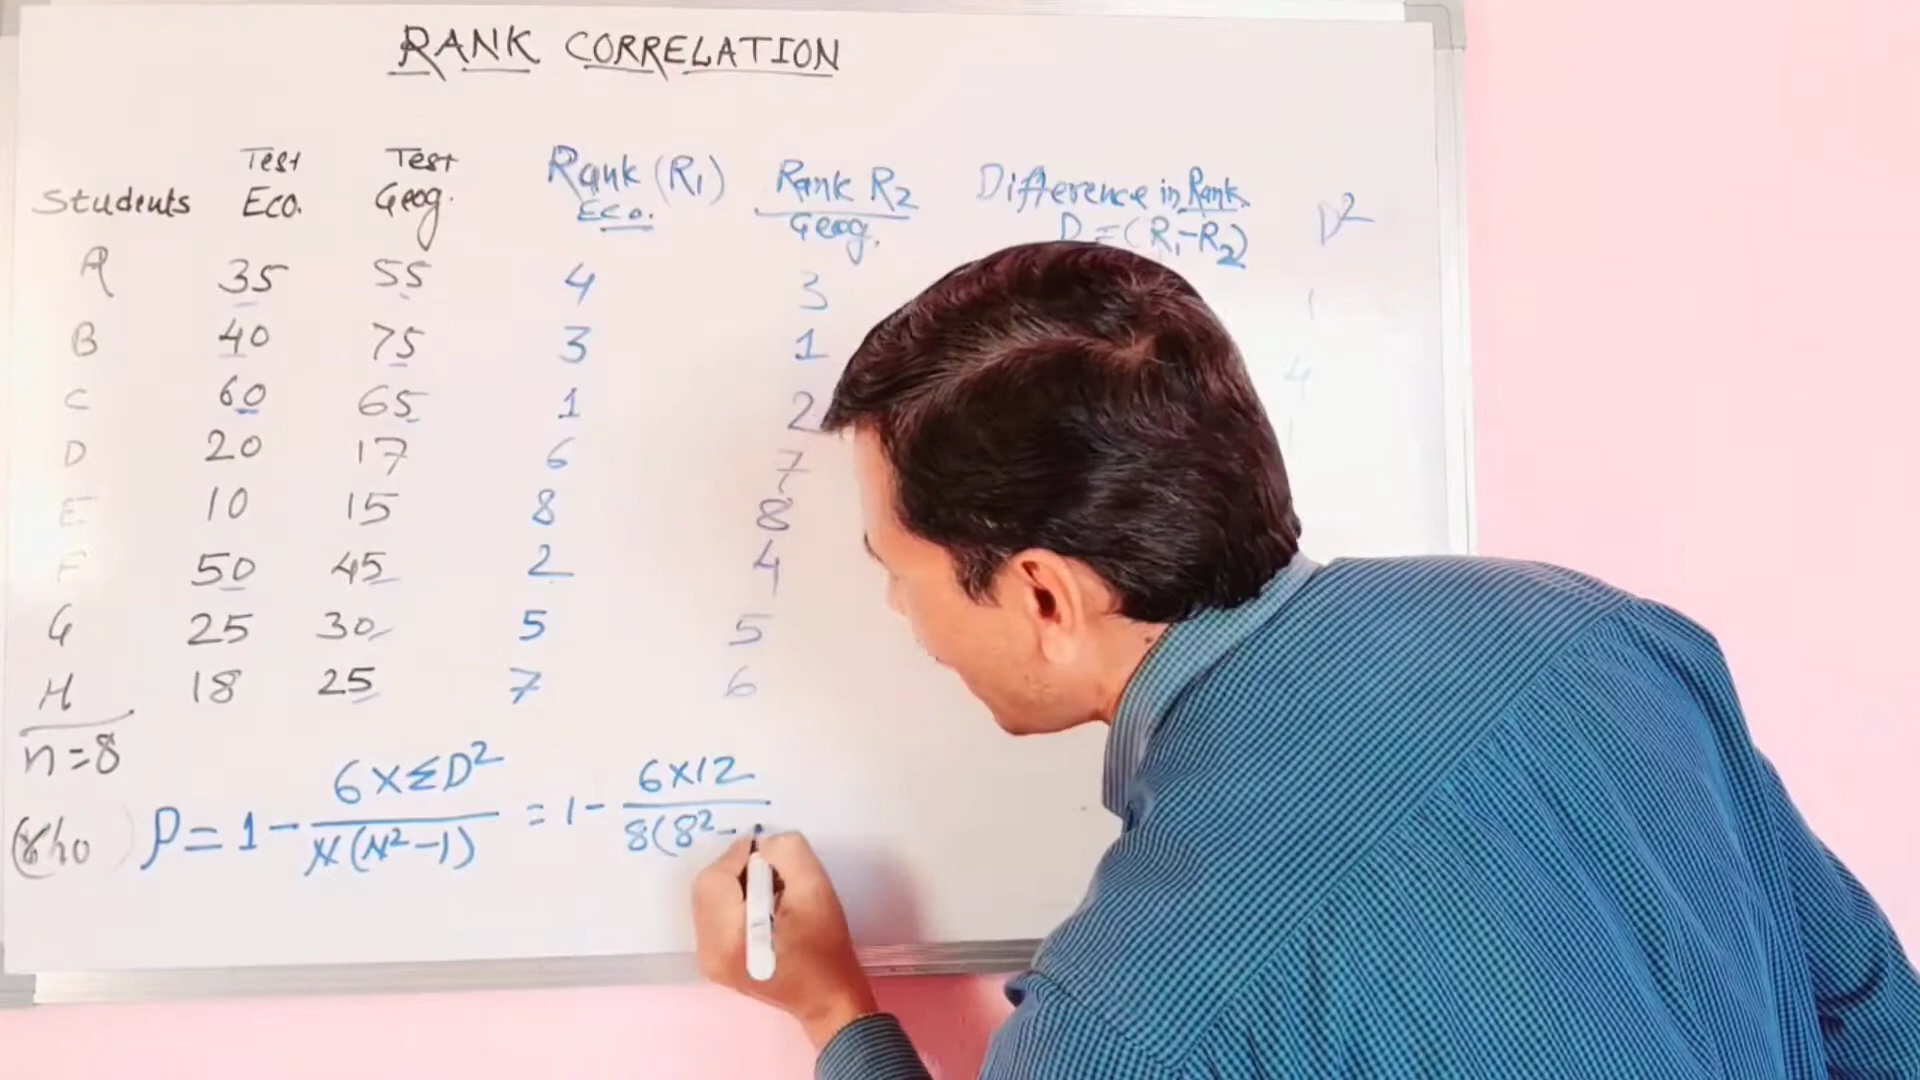 RANK CORRELATION
Students Test Eco. Test Geog. Rank (R1) Eco. Rank R2 Geog. Difference in Rank D = (R1-R2) D²
A 35 55 4 3 1
B 40 75 3 1 4
C 60 65 1 2 1
D 20 17 6 7
E 10 15 8 8
F 50 45 2 4
G 25 30 5 5
H 18 25 7 6
n=8
(rho) ρ = 1 - 6×ΣD² / N(N²-1) = 1 - 6×12 / 8(8²-